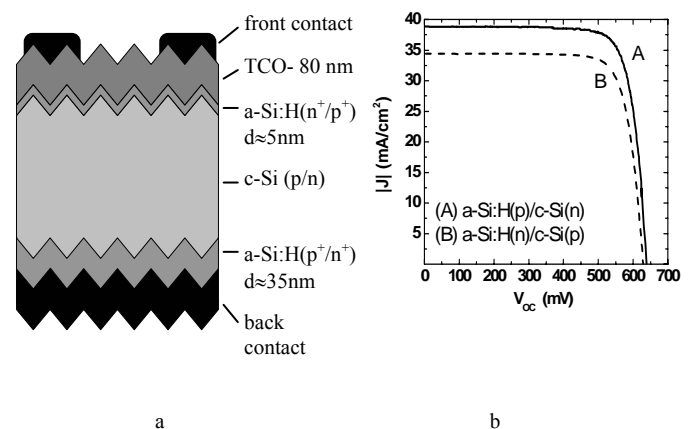 front contact
TCO- 80 nm
a-Si:H(n⁺/p⁺)
d≈5nm
c-Si (p/n)
a-Si:H(p⁺/n⁺)
d≈35nm
back
contact
a
40
35
30
25
20
15
10
5
|J| (mA/cm²)
A
B
(A) a-Si:H(p)/c-Si(n)
(B) a-Si:H(n)/c-Si(p)
0 100 200 300 400 500 600 700
V_OC (mV)
b